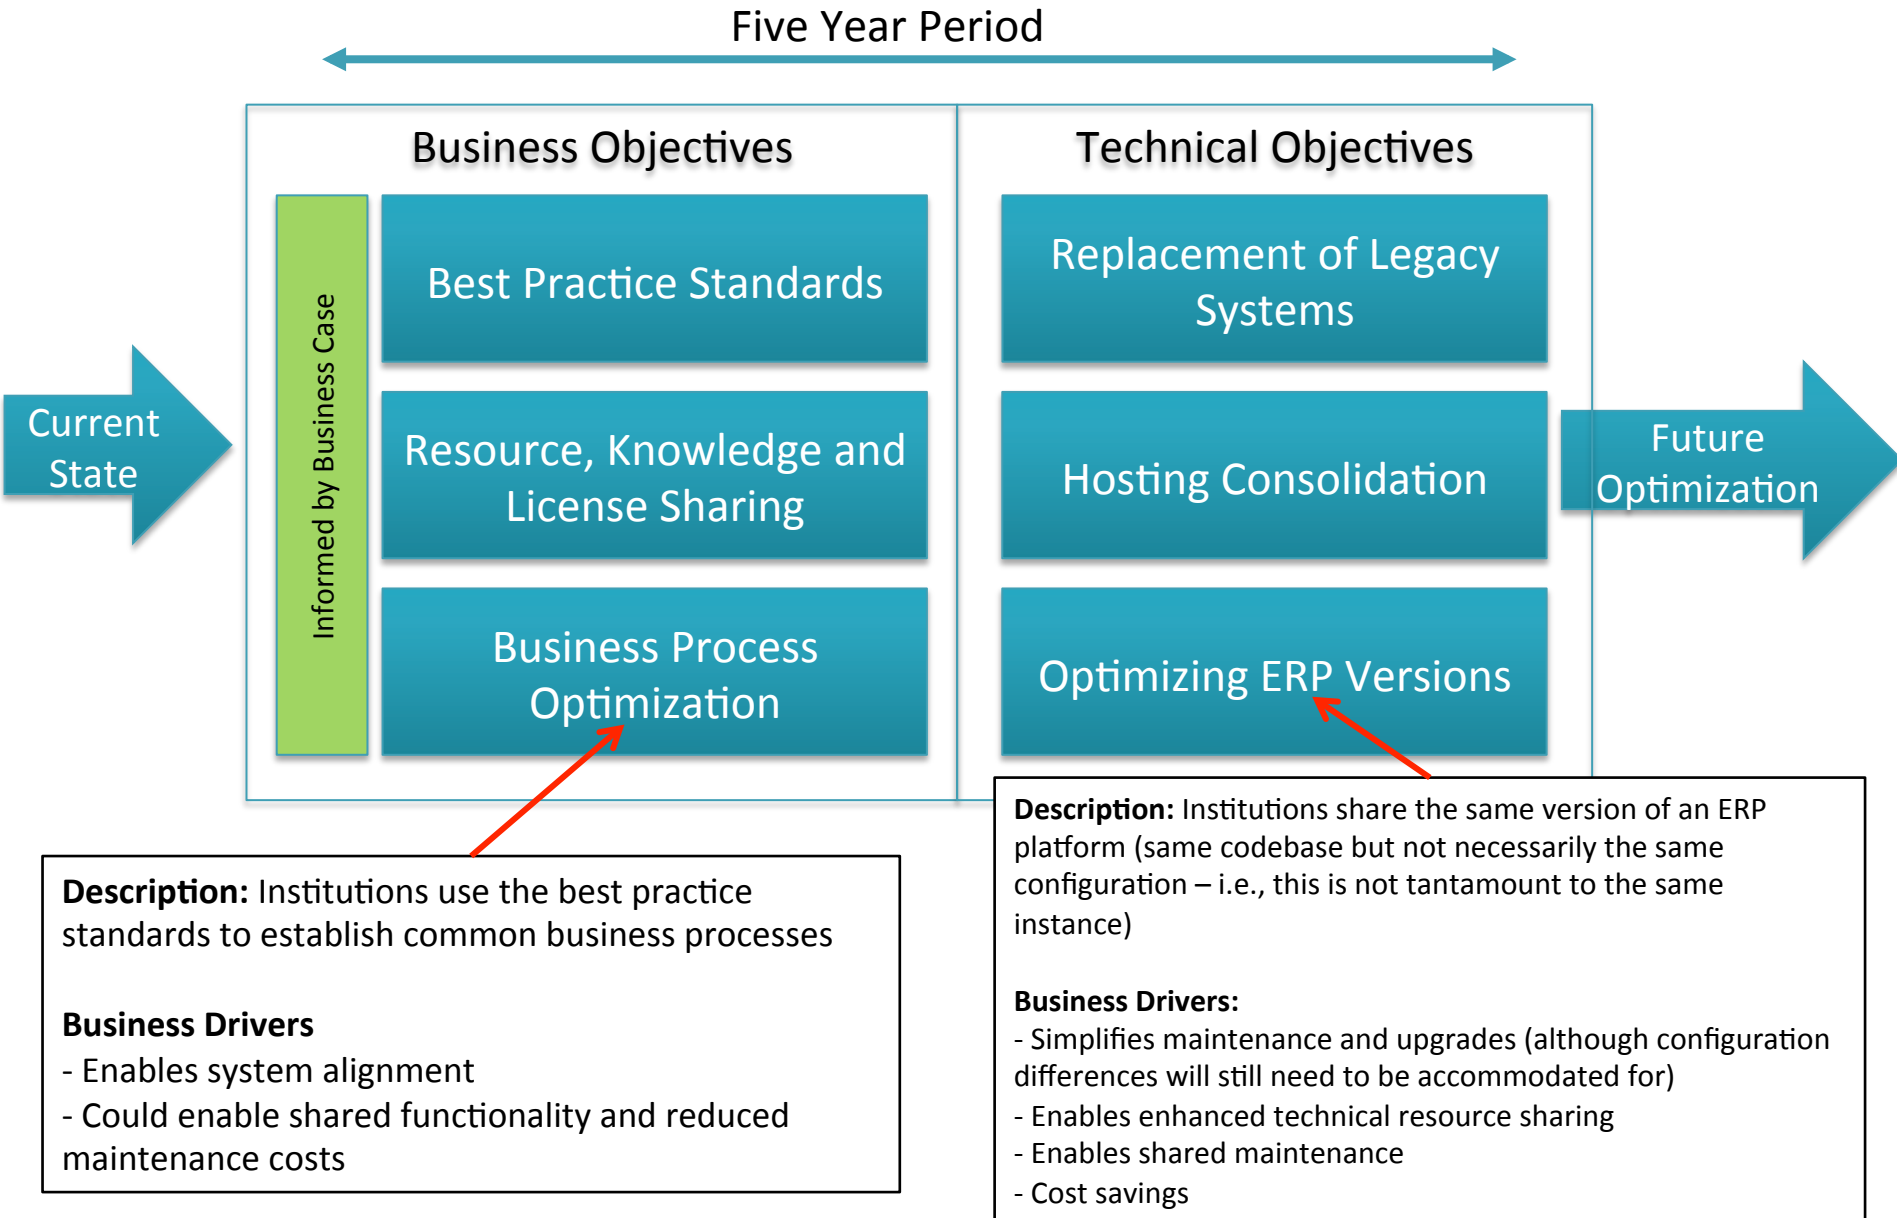 Five Year Period
Business Objectives
Technical Objectives
Informed by Business Case
Best Practice Standards
Replacement of Legacy
Systems
Current
State
Resource, Knowledge and
License Sharing
Hosting Consolidation
Future
Optimization
Business Process
Optimization
Optimizing ERP Versions
Description: Institutions use the best practice
standards to establish common business processes
Business Drivers
- Enables system alignment
- Could enable shared functionality and reduced
maintenance costs
Description: Institutions share the same version of an ERP
platform (same codebase but not necessarily the same
configuration – i.e., this is not tantamount to the same
instance)
Business Drivers:
- Simplifies maintenance and upgrades (although configuration
differences will still need to be accommodated for)
- Enables enhanced technical resource sharing
- Enables shared maintenance
- Cost savings